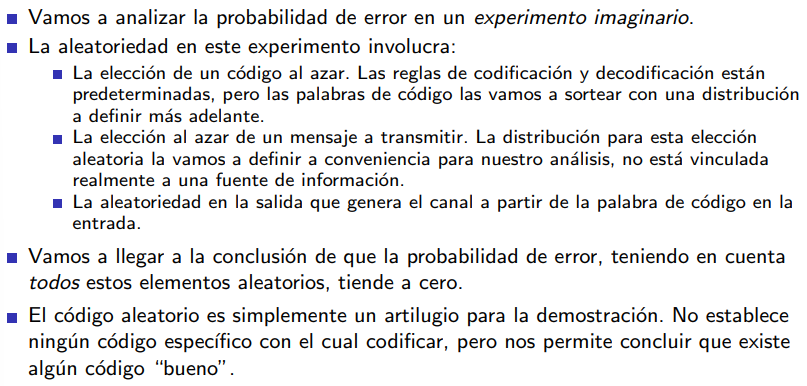 Vamos a analizar la probabilidad de error en un experimento imaginario.
La aleatoriedad en este experimento involucra:
La elección de un código al azar. Las reglas de codificación y decodificación están
predeterminadas, pero las palabras de código las vamos a sortear con una distribución
a definir más adelante.
La elección al azar de un mensaje a transmitir. La distribución para esta elección
aleatoria la vamos a definir a conveniencia para nuestro análisis, no está vinculada
realmente a una fuente de información.
La aleatoriedad en la salida que genera el canal a partir de la palabra de código en la
entrada.
Vamos a llegar a la conclusión de que la probabilidad de error, teniendo en cuenta
todos estos elementos aleatorios, tiende a cero.
El código aleatorio es simplemente un artilugio para la demostración. No establece
ningún código específico con el cual codificar, pero nos permite concluir que existe
algún código “bueno”.